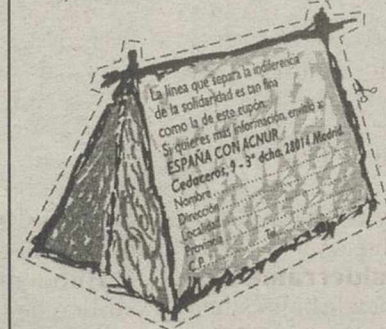 La línea que separa la indiferencia
de la solidaridad es tan fina
como la de este cupón.
Si quieres más información, envíalo a:
ESPAÑA CON ACNUR
Cedaceros, 9 - 3º dcha. 28014 Madrid
Nombre
Dirección
Localidad
Provincia
C.P. Tel.